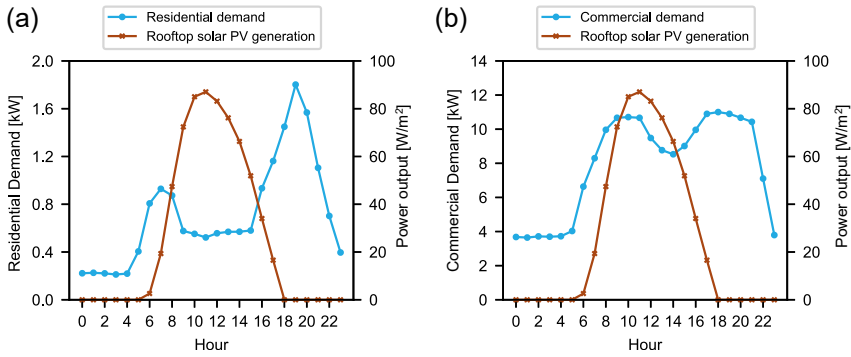 (a)
Residential demand
Rooftop solar PV generation
2.0
1.6
1.2
0.8
0.4
0.0
Residential Demand [kW]
100
80
60
40
20
0
Power output [W/m²]
0 2 4 6 8 10 12 14 16 18 20 22
Hour
(b)
Commercial demand
Rooftop solar PV generation
14
12
10
8
6
4
2
0
Commercial Demand [kW]
100
80
60
40
20
0
Power output [W/m²]
0 2 4 6 8 10 12 14 16 18 20 22
Hour